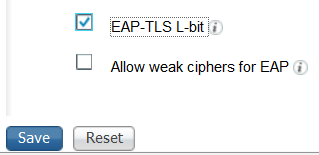 EAP-TLS L-bit
Allow weak ciphers for EAP
Save Reset